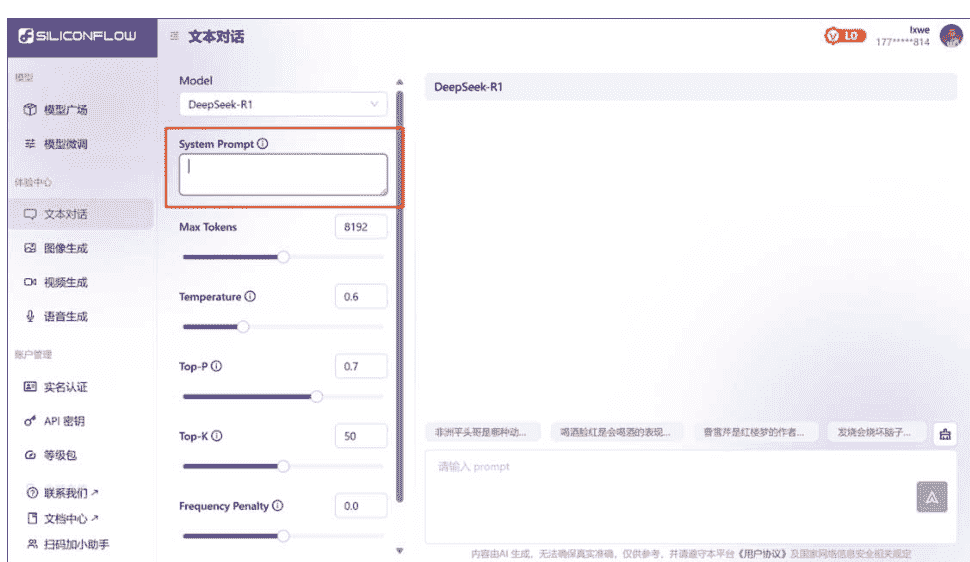 SILICONFLOW
文本对话
L0
lxwe
177*****814
模型
模型广场
模型微调
体验中心
文本对话
图像生成
视频生成
语音生成
账户管理
实名认证
API 密钥
等级包
联系我们
文档中心
扫码加小助手
Model
DeepSeek-R1
System Prompt
Max Tokens
8192
Temperature
0.6
Top-P
0.7
Top-K
50
Frequency Penalty
0.0
DeepSeek-R1
非洲平头哥是哪种动...
喝酒脸红是会喝酒的表现...
曹雪芹是红楼梦的作者...
发烧会烧坏脑子...
请输入 prompt
内容由AI 生成，无法确保真实准确，仅供参考，并请遵守本平台《用户协议》及国家网络信息安全相关规定